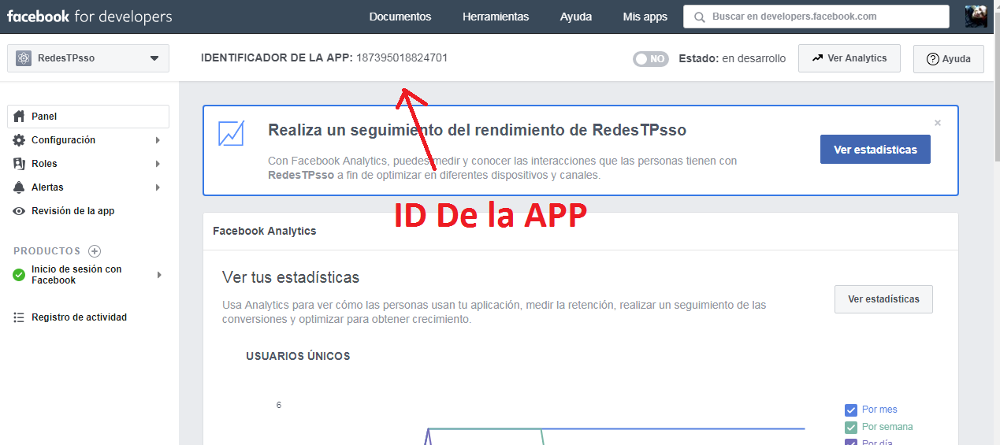 facebook for developers
Documentos
Herramientas
Ayuda
Mis apps
Buscar en developers.facebook.com
RedesTPsso
IDENTIFICADOR DE LA APP: 187395018824701
NO
Estado: en desarrollo
Ver Analytics
Ayuda
Panel
Configuración
Roles
Alertas
Revisión de la app
PRODUCTOS
Inicio de sesión con
Facebook
Registro de actividad
Realiza un seguimiento del rendimiento de RedesTPsso
Con Facebook Analytics, puedes medir y conocer las interacciones que las personas tienen con
RedesTPsso a fin de optimizar en diferentes dispositivos y canales.
Ver estadísticas
ID De la APP
Facebook Analytics
Ver tus estadísticas
Usa Analytics para ver cómo las personas usan tu aplicación, medir la retención, realizar un seguimiento de las
conversiones y optimizar para obtener crecimiento.
Ver estadísticas
USUARIOS ÚNICOS
6
Por mes
Por semana
Por día